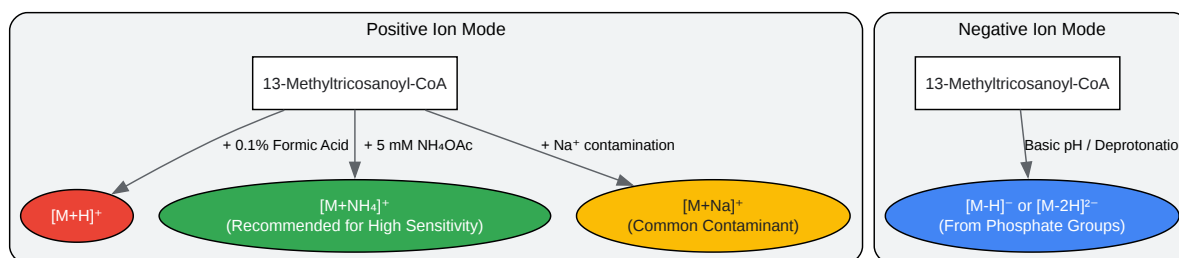 Positive Ion Mode
13-Methyltricosanoyl-CoA
+ 0.1% Formic Acid
+ 5 mM NH₄OAc
+ Na⁺ contamination
[M+H]⁺
[M+NH₄]⁺
(Recommended for High Sensitivity)
[M+Na]⁺
(Common Contaminant)
Negative Ion Mode
13-Methyltricosanoyl-CoA
Basic pH / Deprotonatio
[M-H]⁻ or [M-2H]²⁻
(From Phosphate Groups)